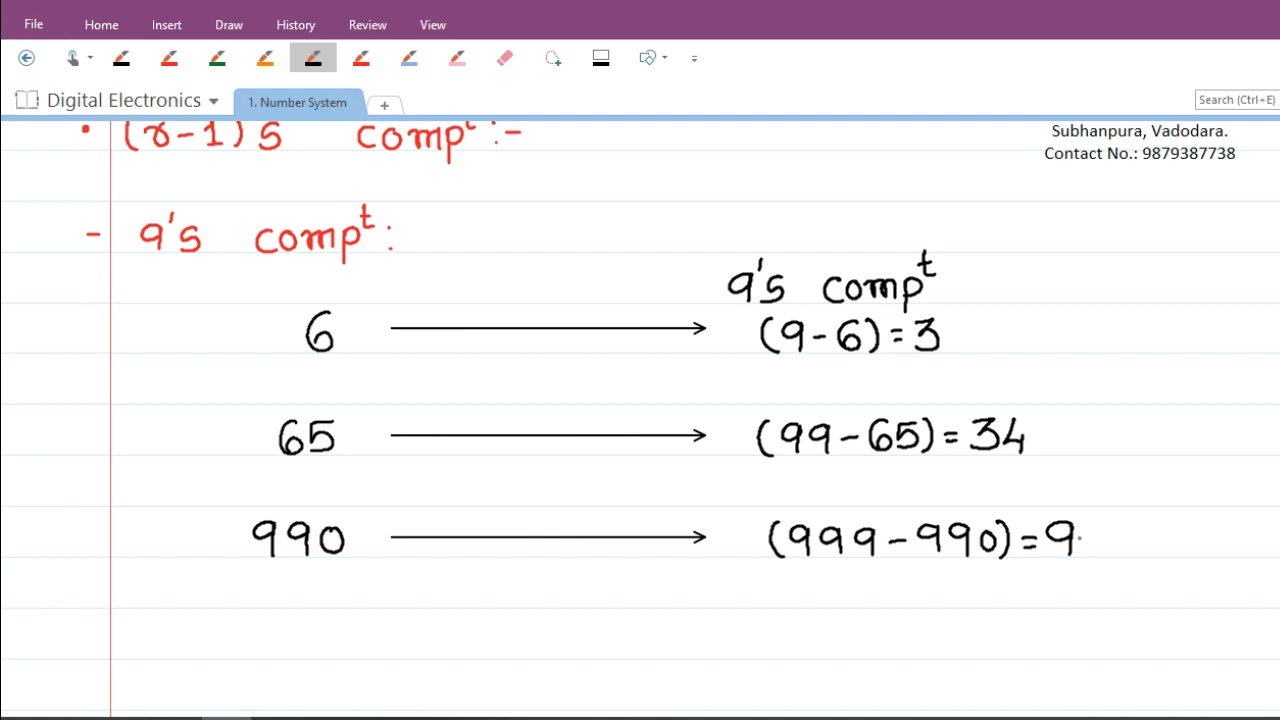 File Home Insert Draw History Review View
Digital Electronics 1. Number System + Search (Ctrl+E)
Subhanpura, Vadodara.
Contact No.: 9879387738
• (r-1)'s compᵗ :-
- 9's compᵗ :
9's compᵗ
6 → (9-6) = 3
65 → (99-65) = 34
990 → (999-990) = 9